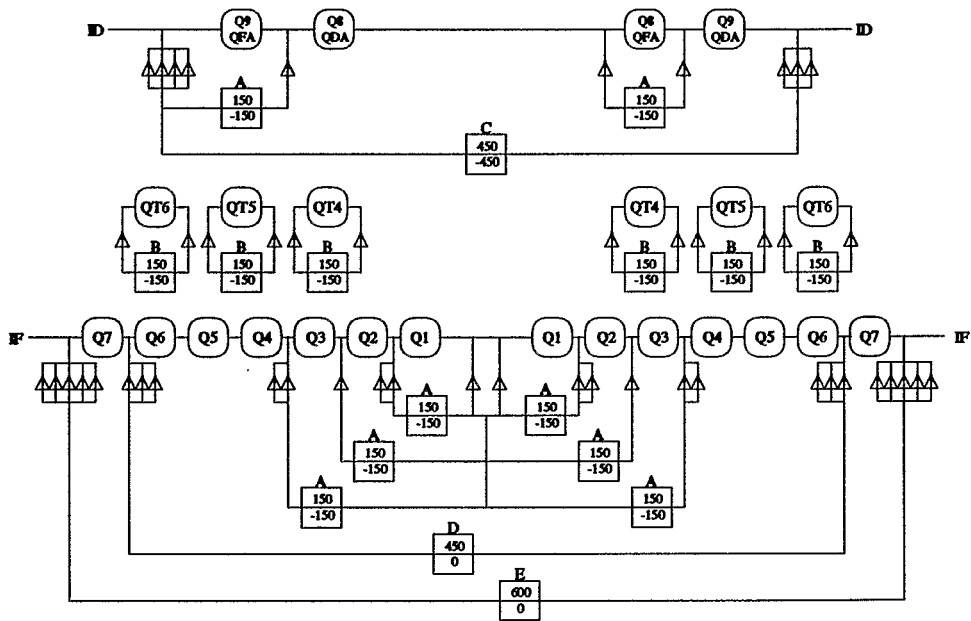 ID Q9 QFA Q8 QDA Q8 QFA Q9 QDA ID
A A
150 150
-150 -150
C
450
-450
QT6 QT5 QT4 QT4 QT5 QT6
B B B B B B
150 150 150 150 150 150
-150 -150 -150 -150 -150 -150
IF Q7 Q6 Q5 Q4 Q3 Q2 Q1 Q1 Q2 Q3 Q4 Q5 Q6 Q7 IF
A A
150 150
-150 -150
A A
150 150
-150 -150
A A
150 150
-150 -150
D
450
0
E
600
0